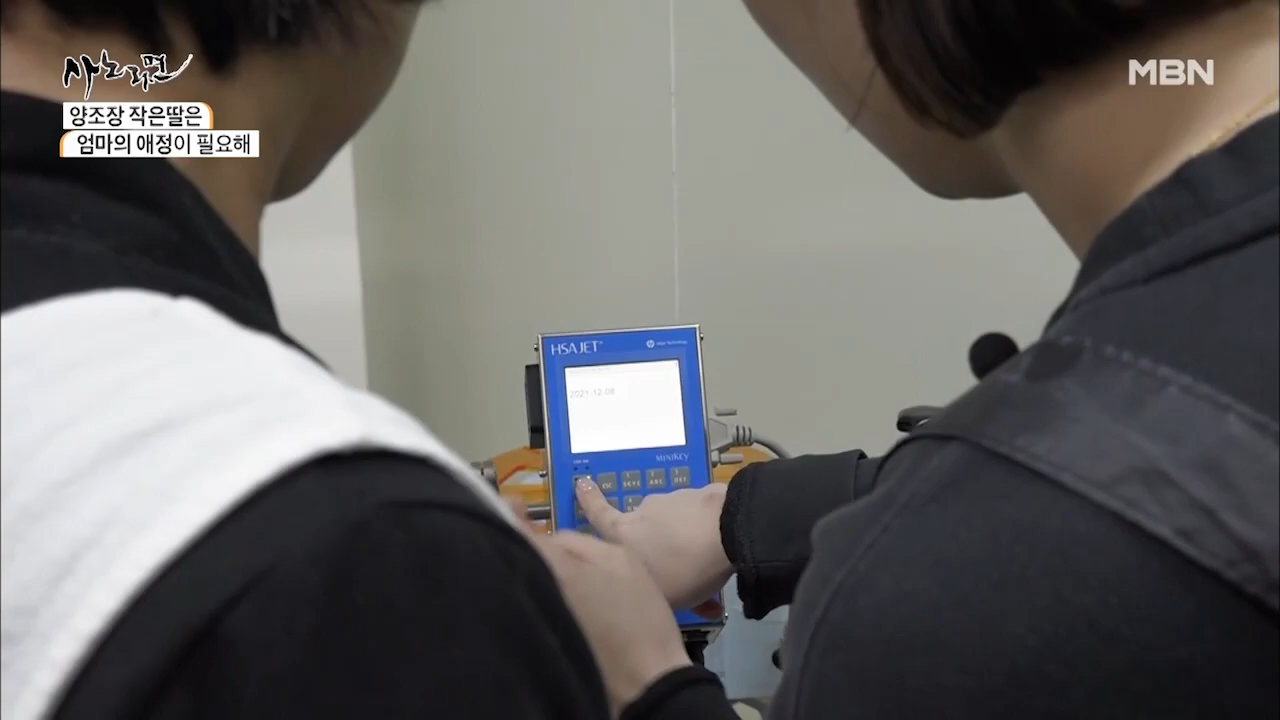 사노라면
MBN
양조장 작은딸은
엄마의 애정이 필요해
HSAJET
2021-12-08
MINIKEY
ESC